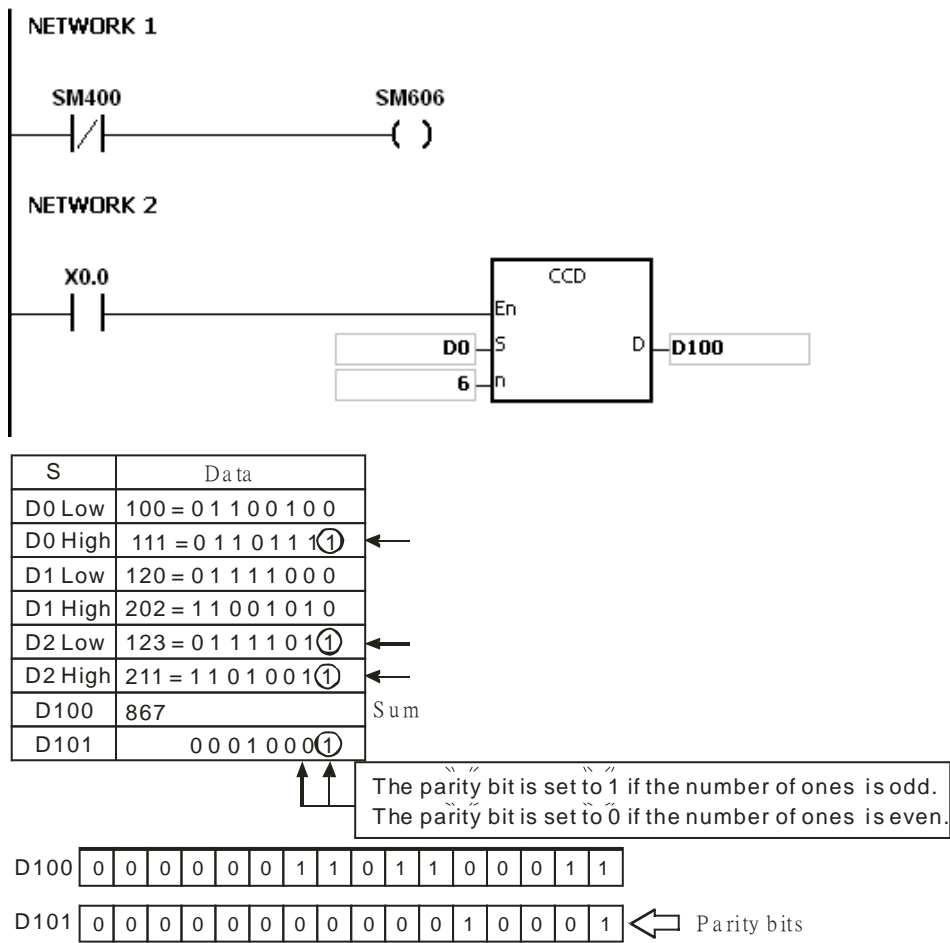 NETWORK 1
SM400 SM606
NETWORK 2
X0.0
CCD
En
D0 S D D100
6 n
S Data
D0 Low 100 = 0 1 1 0 0 1 0 0
D0 High 111 = 0 1 1 0 1 1 1 1
D1 Low 120 = 0 1 1 1 1 0 0 0
D1 High 202 = 1 1 0 0 1 0 1 0
D2 Low 123 = 0 1 1 1 1 0 1 1
D2 High 211 = 1 1 0 1 0 0 1 1
D100 867 Sum
D101 0 0 0 1 0 0 0 1
The parity bit is set to “1” if the number of ones is odd.
The parity bit is set to “0” if the number of ones is even.
D100 0 0 0 0 0 0 1 1 0 1 1 0 0 0 1 1
D101 0 0 0 0 0 0 0 0 0 0 0 1 0 0 0 1 Parity bits